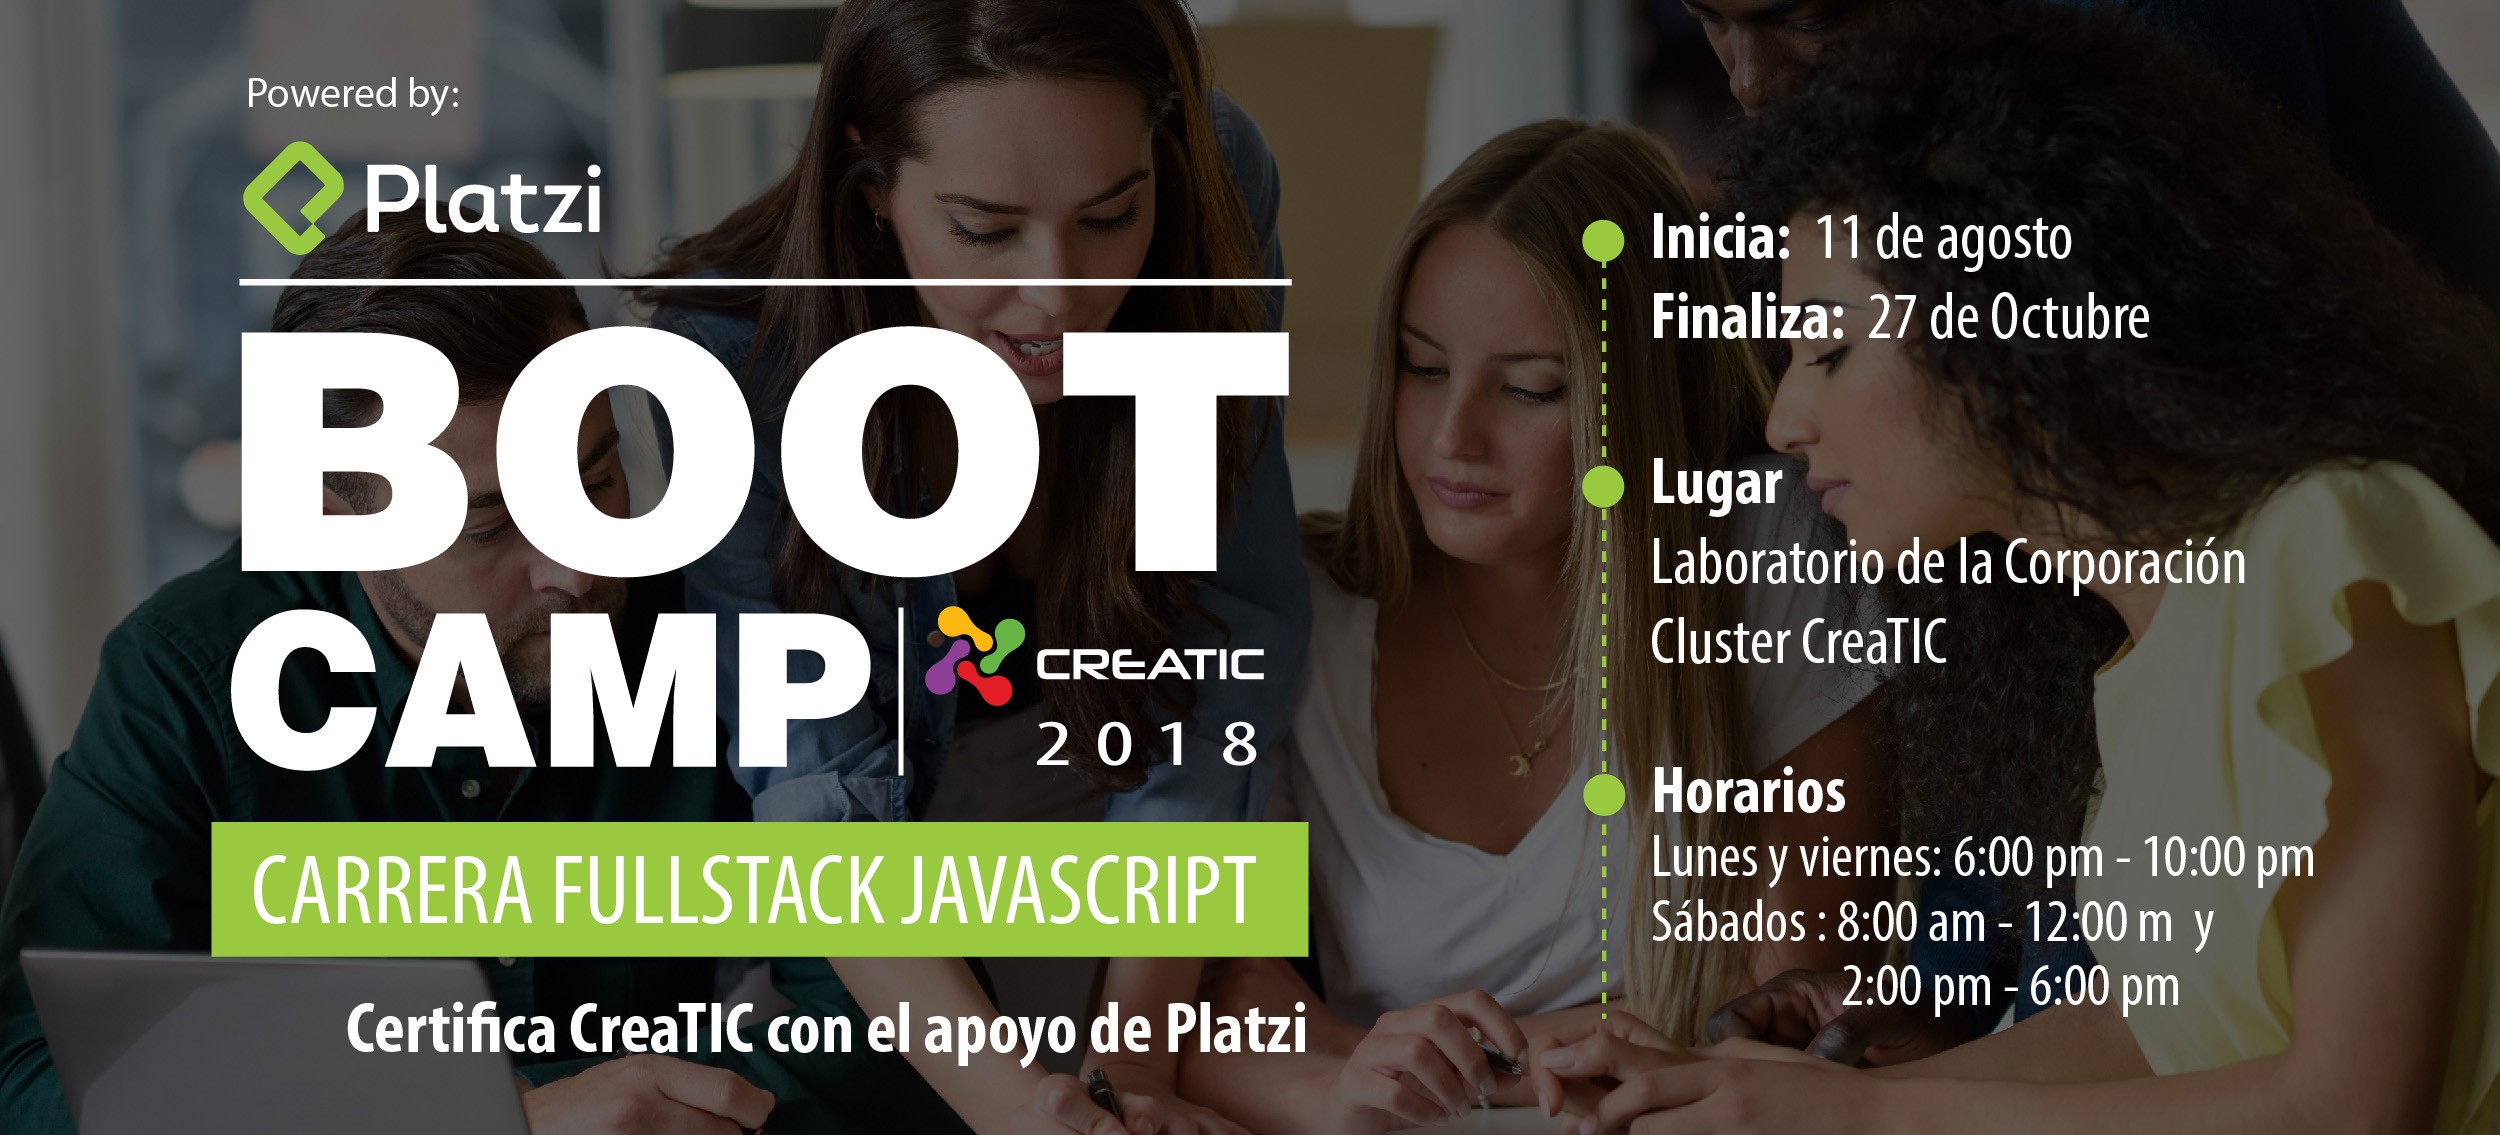 Powered by:
Platzi
BOOT
CAMP
CREATIC
2018
CARRERA FULLSTACK JAVASCRIPT
Certifica CreaTIC con el apoyo de Platzi
Inicia: 11 de agosto
Finaliza: 27 de Octubre
Lugar
Laboratorio de la Corporación
Cluster CreaTIC
Horarios
Lunes y viernes: 6:00 pm - 10:00 pm
Sábados : 8:00 am - 12:00 m y
2:00 pm - 6:00 pm